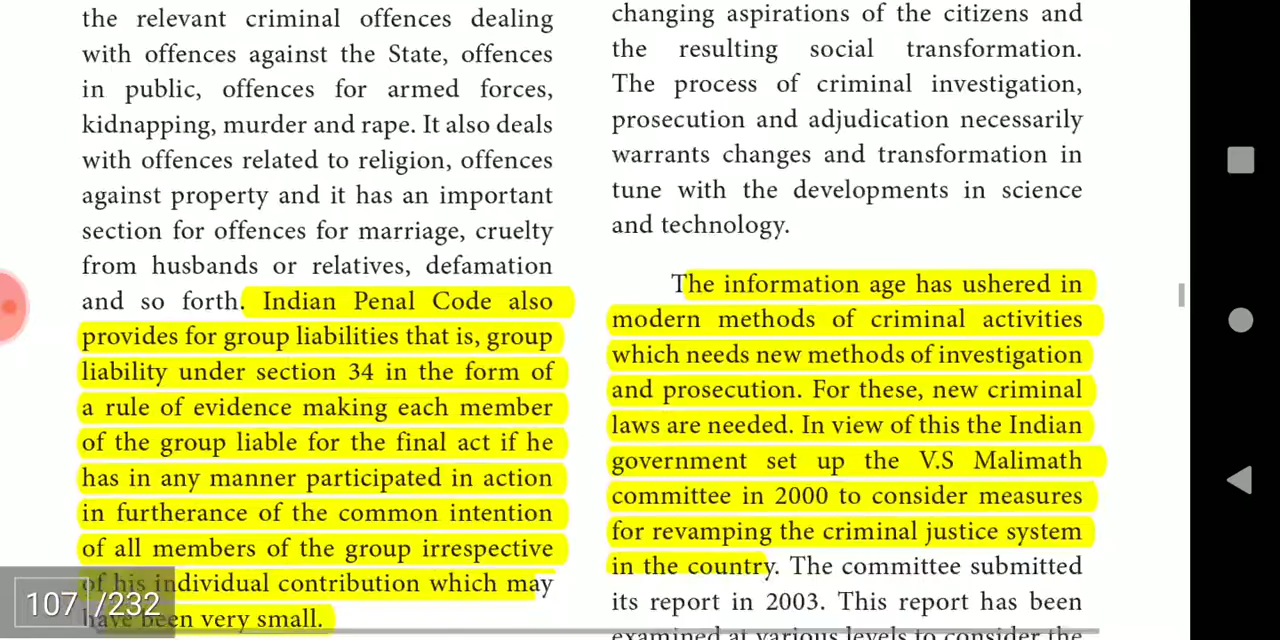 the relevant criminal offences dealing
with offences against the State, offences
in public, offences for armed forces,
kidnapping, murder and rape. It also deals
with offences related to religion, offences
against property and it has an important
section for offences for marriage, cruelty
from husbands or relatives, defamation
and so forth. Indian Penal Code also
provides for group liabilities that is, group
liability under section 34 in the form of
a rule of evidence making each member
of the group liable for the final act if he
has in any manner participated in action
in furtherance of the common intention
of all members of the group irrespective
of his individual contribution which may
have been very small.
107 /232
changing aspirations of the citizens and
the resulting social transformation.
The process of criminal investigation,
prosecution and adjudication necessarily
warrants changes and transformation in
tune with the developments in science
and technology.
The information age has ushered in
modern methods of criminal activities
which needs new methods of investigation
and prosecution. For these, new criminal
laws are needed. In view of this the Indian
government set up the V.S Malimath
committee in 2000 to consider measures
for revamping the criminal justice system
in the country. The committee submitted
its report in 2003. This report has been
examined at various levels to consider the